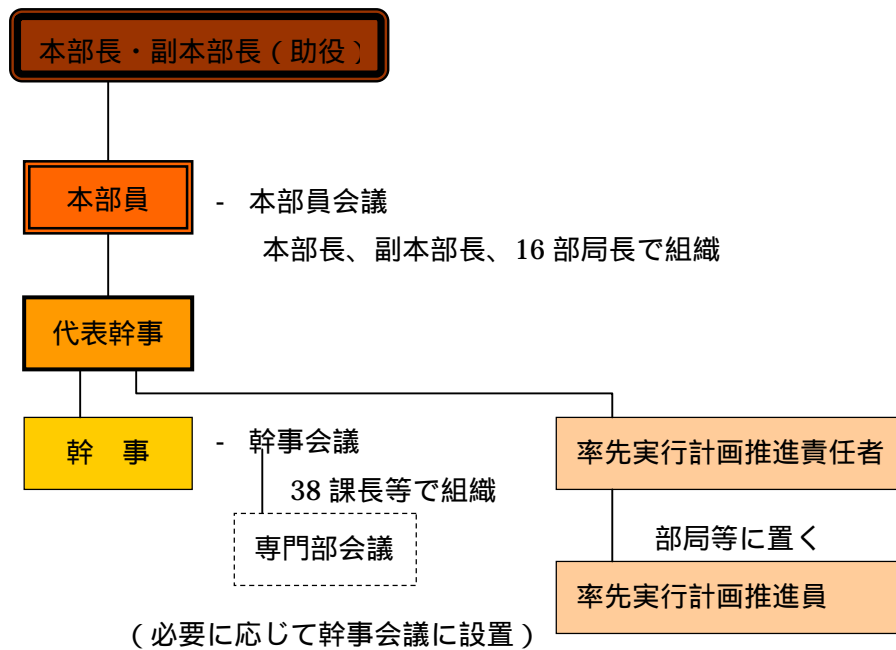 本部長・副本部長(助役)
本部員
- 本部員会議
本部長、副本部長、16 部局長で組織
代表幹事
幹 事
- 幹事会議
38 課長等で組織
専門部会議
(必要に応じて幹事会議に設置)
率先実行計画推進責任者
部局等に置く
率先実行計画推進員